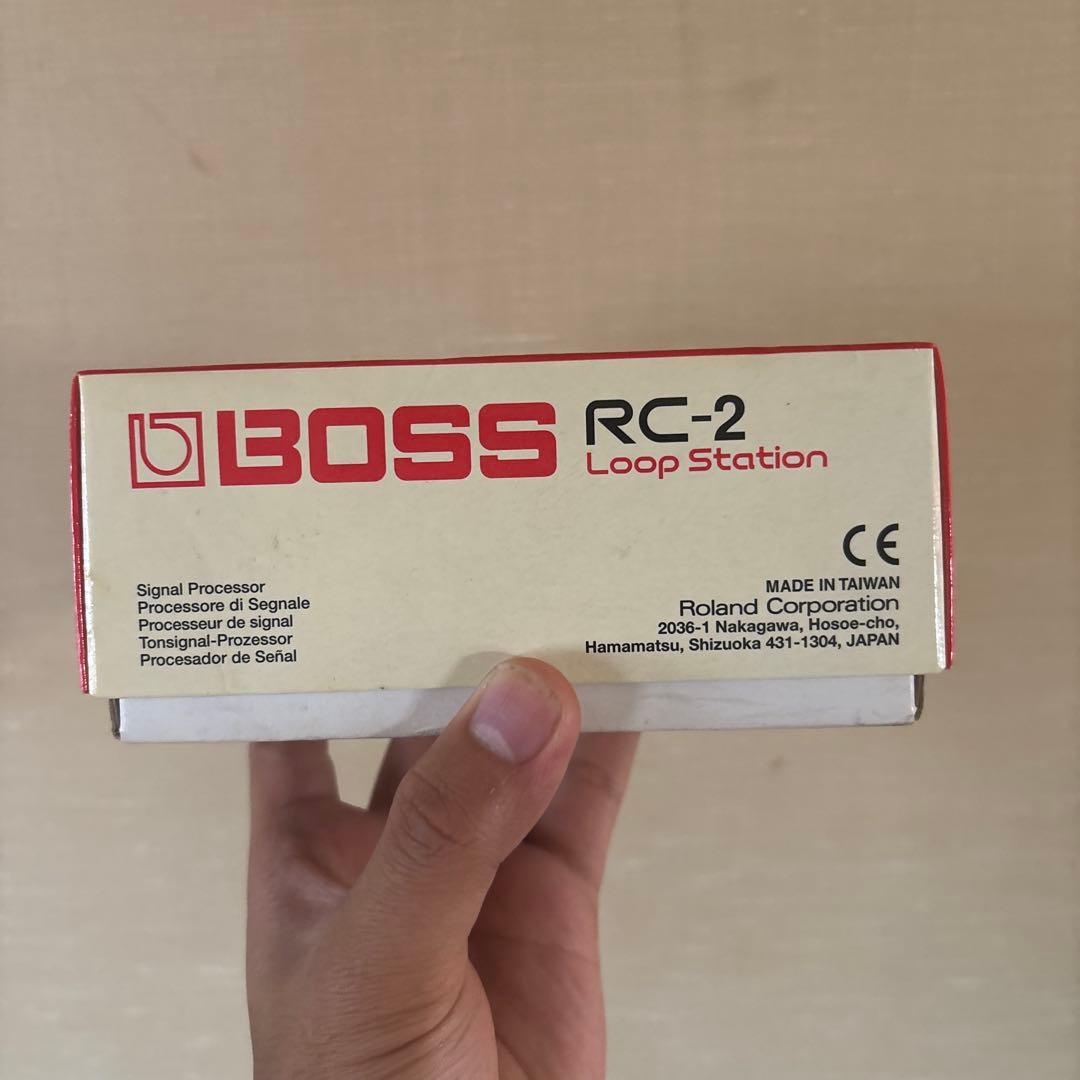 BOSS RC-2
Loop Station
CE
Signal Processor
Processore di Segnale
Processeur de signal
Tonsignal-Prozessor
Procesador de Señal
MADE IN TAIWAN
Roland Corporation
2036-1 Nakagawa, Hosoe-cho,
Hamamatsu, Shizuoka 431-1304, JAPAN